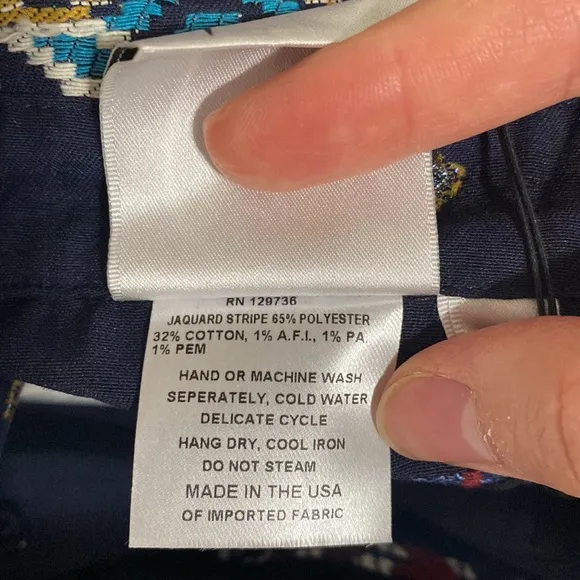 RN 129736
JAQUARD STRIPE 65% POLYESTER
32% COTTON, 1% A.F.I., 1% PA,
1% PEM
HAND OR MACHINE WASH
SEPERATELY, COLD WATER
DELICATE CYCLE
HANG DRY, COOL IRON
DO NOT STEAM
MADE IN THE USA
OF IMPORTED FABRIC